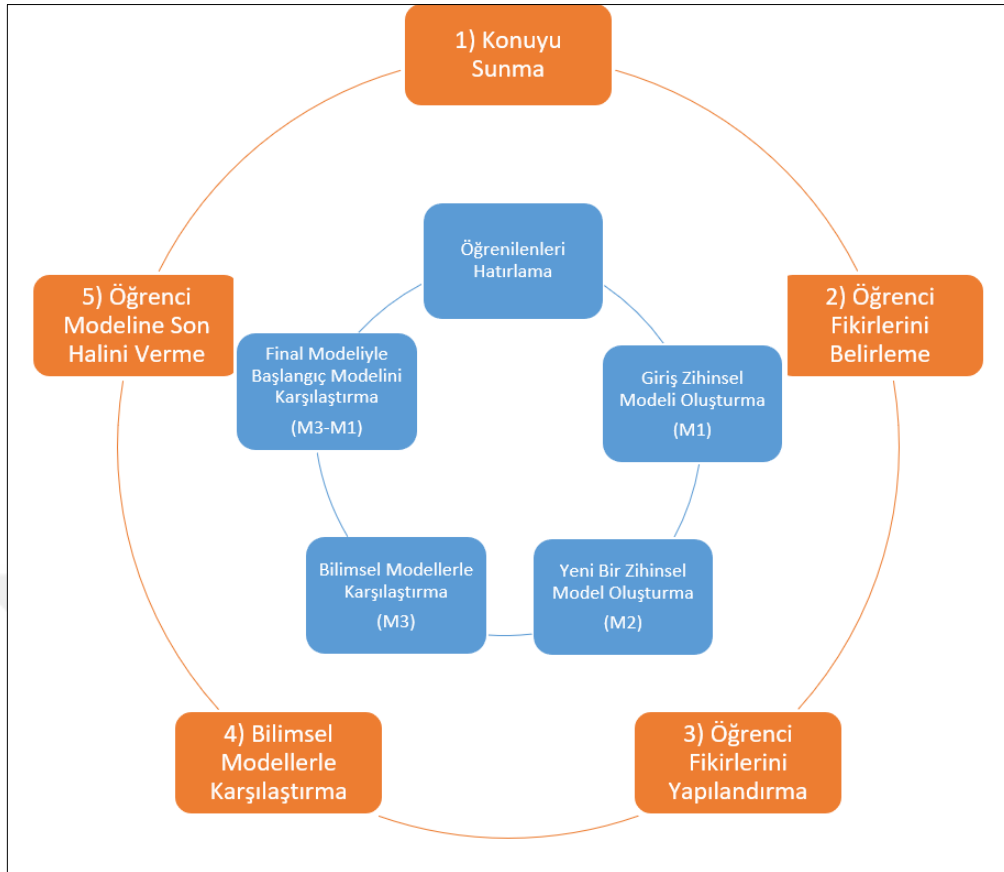 1) Konuyu
Sunma
2) Öğrenci
Fikirlerini
Belirleme
3) Öğrenci
Fikirlerini
Yapılandırma
4) Bilimsel
Modellerle
Karşılaştırma
5) Öğrenci
Modeline Son
Halini Verme
Öğrenilenleri
Hatırlama
Giriş Zihinsel
Modeli Oluşturma
(M1)
Yeni Bir Zihinsel
Model Oluşturma
(M2)
Bilimsel Modellerle
Karşılaştırma
(M3)
Final Modeliyle
Başlangıç Modelini
Karşılaştırma
(M3-M1)